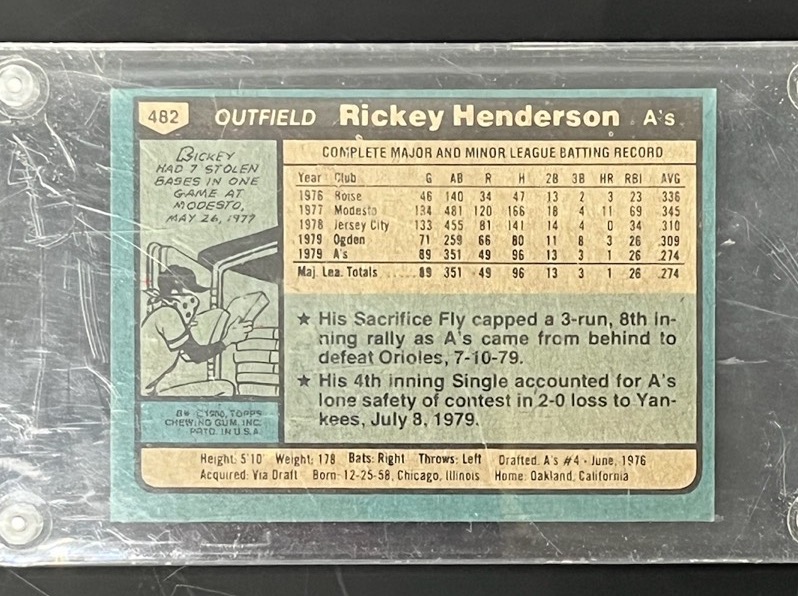 482 OUTFIELD Rickey Henderson A's
RICKEY
HAD 7 STOLEN
BASES IN ONE
GAME AT
MODESTO,
MAY 26, 1977
COMPLETE MAJOR AND MINOR LEAGUE BATTING RECORD
Year Club G AB R H 2B 3B HR RBI AVG
1976 Boise 46 140 34 47 13 2 3 23 .336
1977 Modesto 134 481 120 166 18 4 11 69 .345
1978 Jersey City 133 455 81 141 14 4 0 34 .310
1979 Ogden 71 259 66 80 11 8 3 26 .309
1979 A's 89 351 49 96 13 3 1 26 .274
Maj. Lea. Totals 89 351 49 96 13 3 1 26 .274
★ His Sacrifice Fly capped a 3-run, 8th in-
ning rally as A's came from behind to
defeat Orioles, 7-10-79.
★ His 4th inning Single accounted for A's
lone safety of contest in 2-0 loss to Yan-
kees, July 8, 1979.
© 1980, TOPPS
CHEWING GUM, INC.
PRTD. IN U.S.A.
Height: 5'10 Weight: 178 Bats: Right Throws: Left Drafted: A's #4 - June, 1976
Acquired: Via Draft Born: 12-25-58, Chicago, Illinois Home: Oakland, California